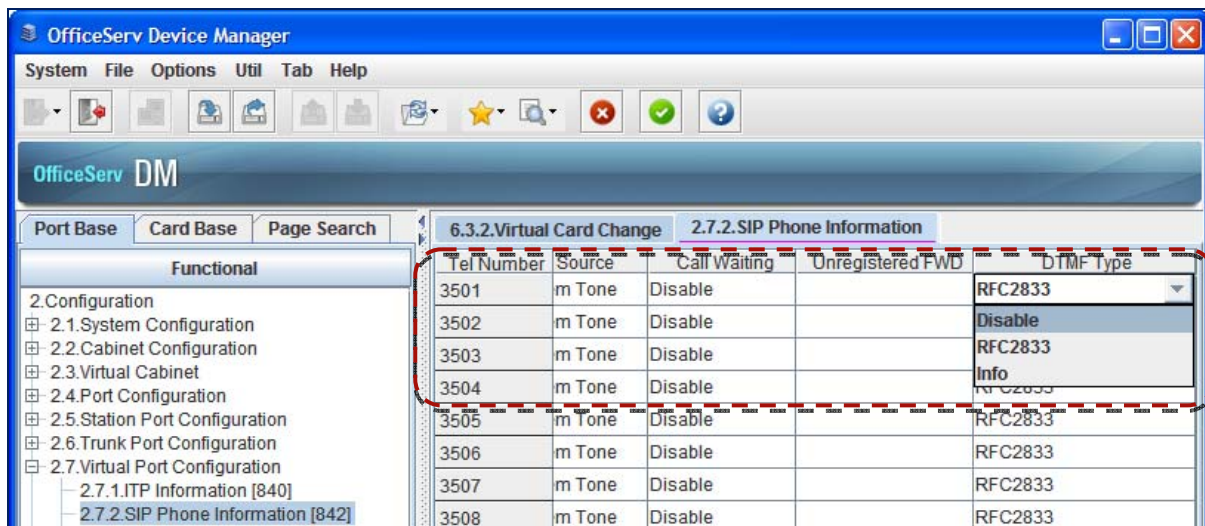 OfficeServ Device Manager
System File Options Util Tab Help
OfficeServ DM
Port Base Card Base Page Search
6.3.2.Virtual Card Change 2.7.2.SIP Phone Information
Functional
2.Configuration
2.1.System Configuration
2.2.Cabinet Configuration
2.3.Virtual Cabinet
2.4.Port Configuration
2.5.Station Port Configuration
2.6.Trunk Port Configuration
2.7.Virtual Port Configuration
2.7.1.ITP Information [840]
2.7.2.SIP Phone Information [842]
Tel Number Source Call Waiting Unregistered FWD DTMF Type
3501 m Tone Disable RFC2833
3502 m Tone Disable Disable
3503 m Tone Disable RFC2833
Info
3504 m Tone Disable RFC2833
3505 m Tone Disable RFC2833
3506 m Tone Disable RFC2833
3507 m Tone Disable RFC2833
3508 m Tone Disable RFC2833